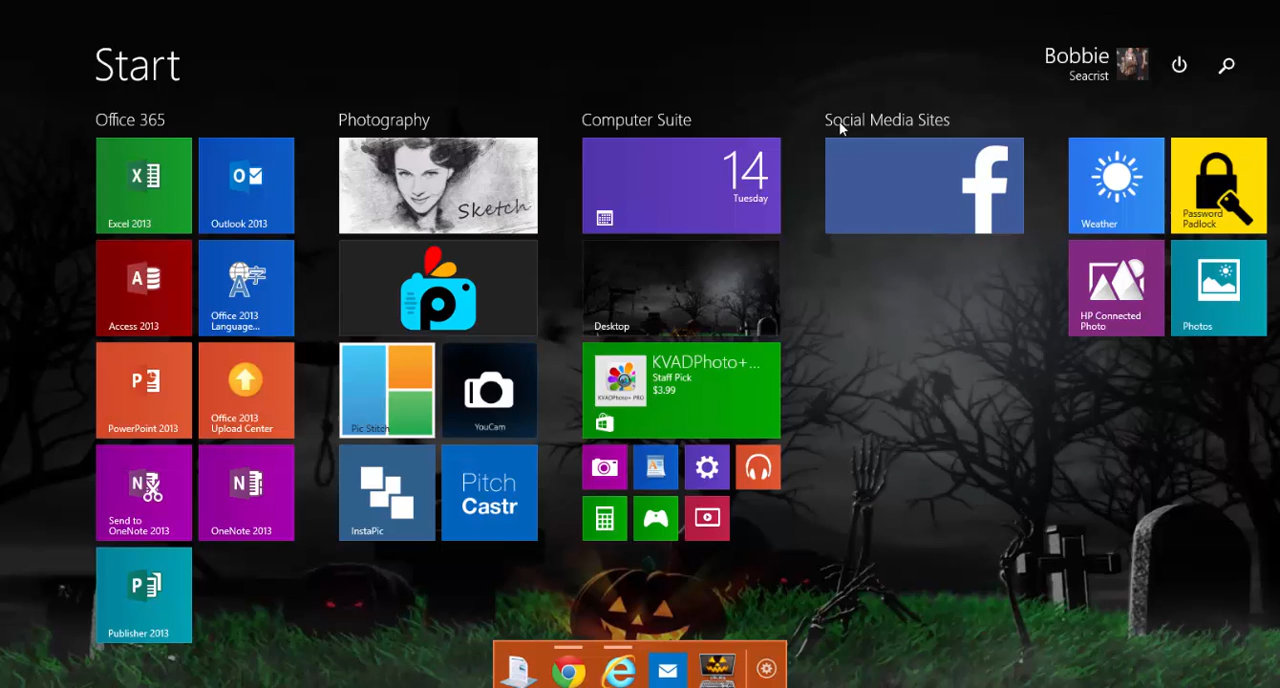 Start
Bobbie
Seacrist
Office 365
Excel 2013
Outlook 2013
Access 2013
Office 2013
Language...
PowerPoint 2013
Office 2013
Upload Center
Send to
OneNote 2013
OneNote 2013
Publisher 2013
Photography
Sketch
Pic Stitch
YouCam
InstaPic
Pitch
Castr
Computer Suite
14
Tuesday
Desktop
KVADPhoto+...
Staff Pick
$3.99
KVADPhoto+ PRO
Social Media Sites
Weather
Password
Padlock
HP Connected
Photo
Photos